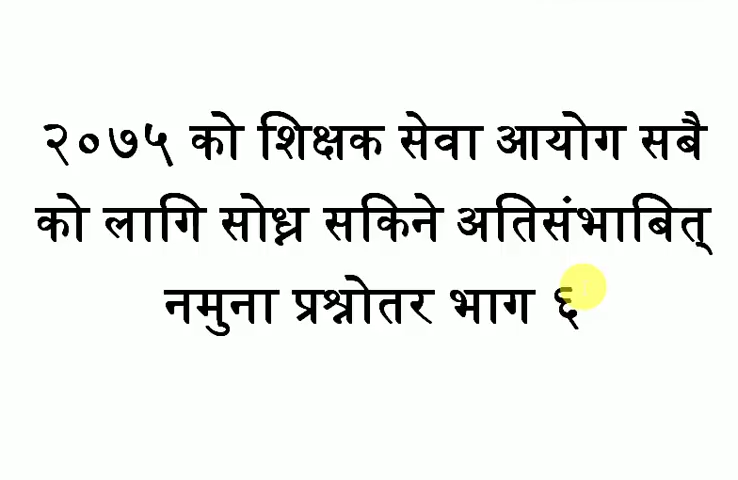 २०७५ को शिक्षक सेवा आयोग सबै
को लागि सोध्न सकिने अतिसंभाबित्
नमुना प्रश्नोतर भाग ६